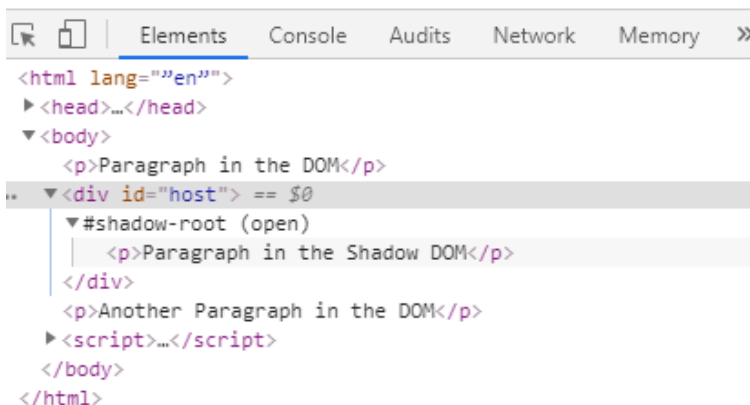 Elements Console Audits Network Memory »
<html lang="”en”">
▶<head>…</head>
▼<body>
<p>Paragraph in the DOM</p>
▼<div id="host"> == $0
▼#shadow-root (open)
<p>Paragraph in the Shadow DOM</p>
</div>
<p>Another Paragraph in the DOM</p>
▶<script>…</script>
</body>
</html>